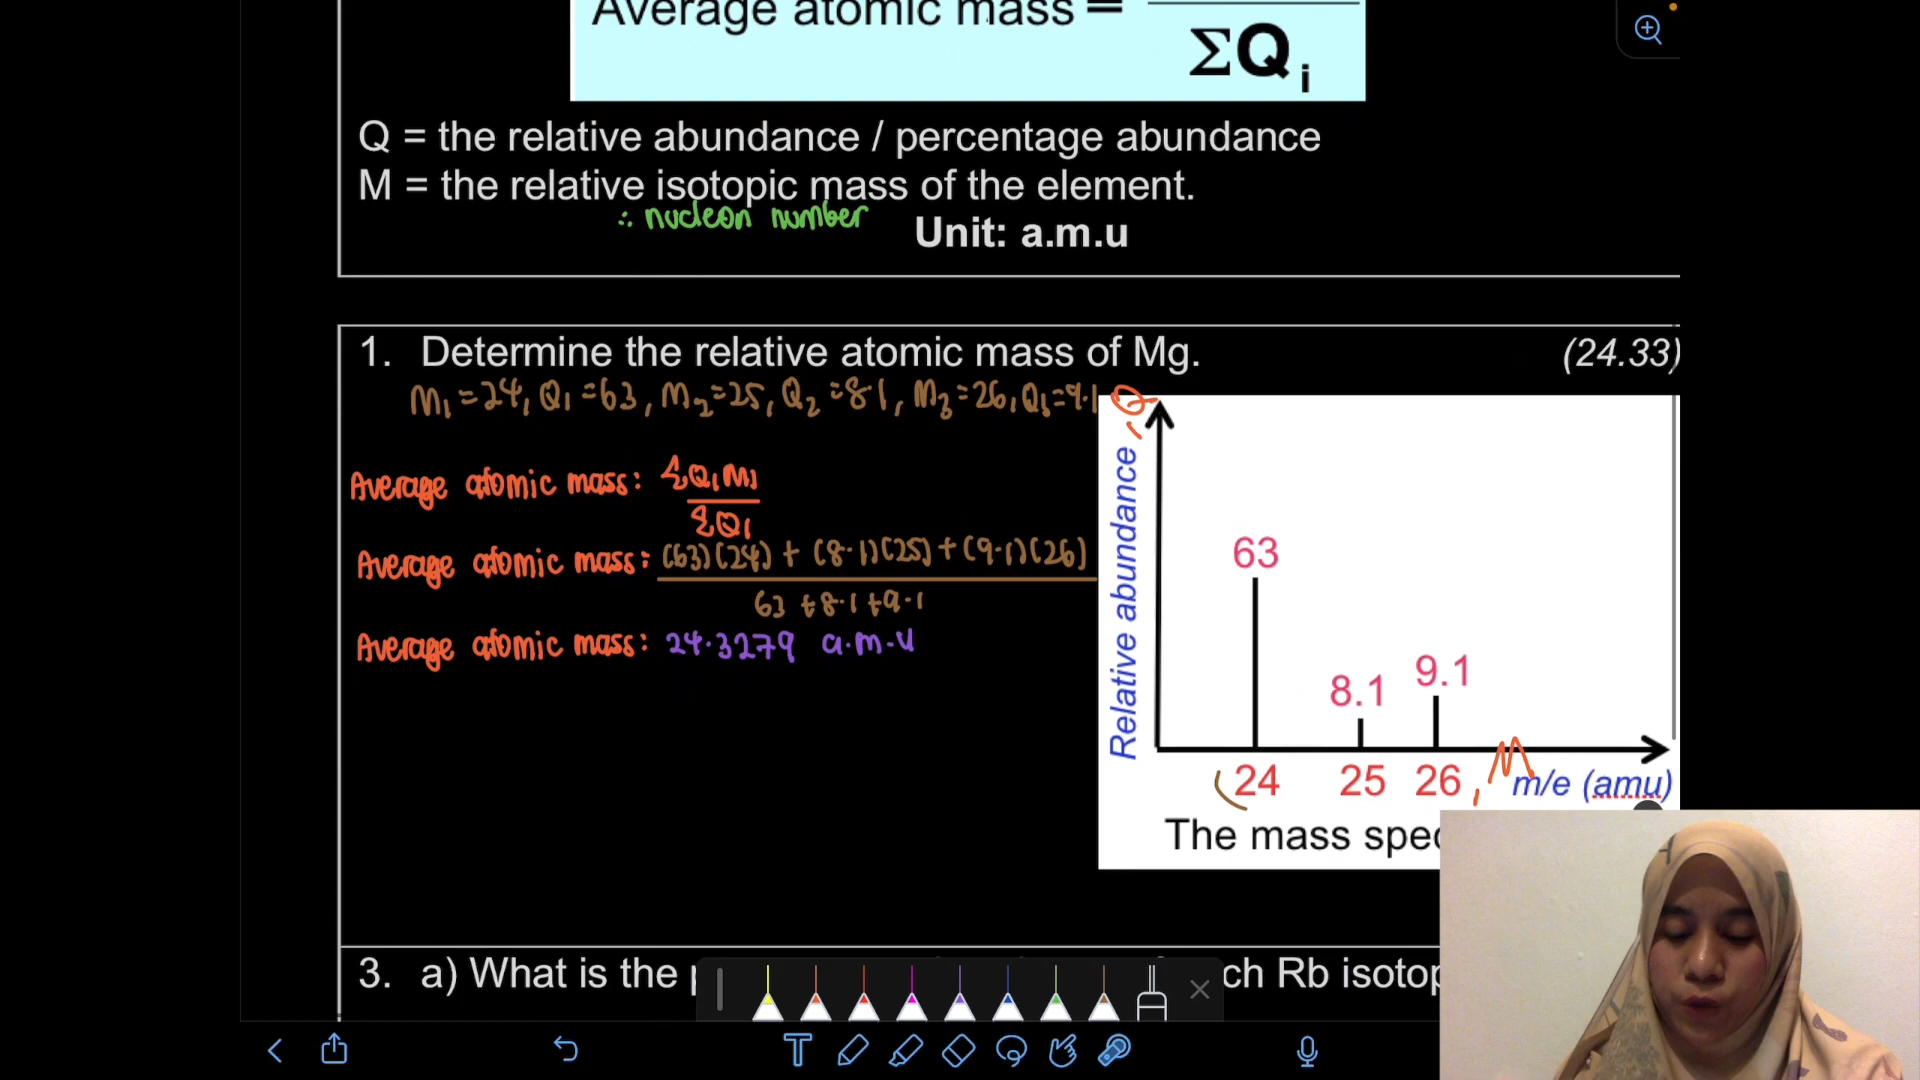 Average atomic mass =
ΣQi
Q = the relative abundance / percentage abundance
M = the relative isotopic mass of the element.
∴ nucleon number
Unit: a.m.u
1. Determine the relative atomic mass of Mg. (24.33)
M1 = 24, Q1 = 63, M2 = 25, Q2 = 8.1, M3 = 26, Q3 = 9.1
Average atomic mass: ΣQiMi
ΣQi
Average atomic mass: (63)(24) + (8.1)(25) + (9.1)(26)
63 + 8.1 + 9.1
Average atomic mass: 24.3279 a.m.u
Relative abundance, Q
63
8.1
9.1
24 25 26
m/e (amu)
, M
The mass spec
3. a) What is the
ch Rb isotop
T